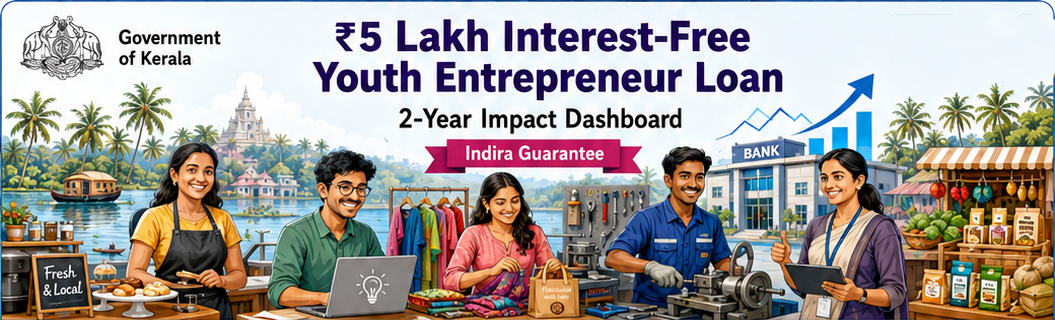 Government
of Kerala
₹5 Lakh Interest-Free
Youth Entrepreneur Loan
2-Year Impact Dashboard
Indira Guarantee
BANK
Fresh
& Local